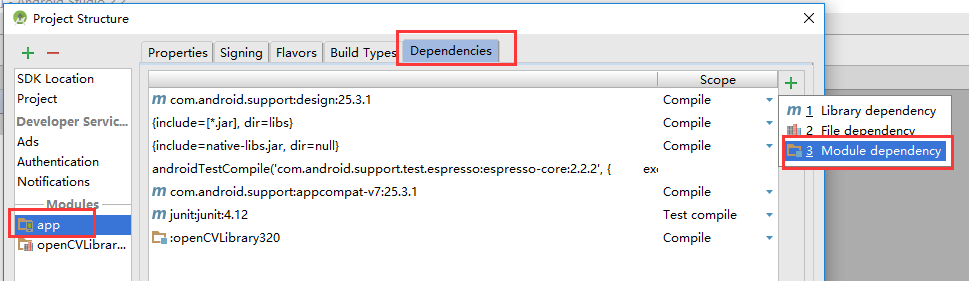 Project Structure
Properties
Signing
Flavors
Build Types
Dependencies
SDK Location
Project
Developer Servic...
Ads
Authentication
Notifications
Modules
app
openCVLibrar...
Scope
m com.android.support:design:25.3.1 Compile
{include=[*.jar], dir=libs} Compile
{include=native-libs.jar, dir=null} Compile
androidTestCompile('com.android.support.test.espresso:espresso-core:2.2.2', { exc
m com.android.support:appcompat-v7:25.3.1 Compile
m junit:junit:4.12 Test compile
:openCVLibrary320 Compile
m 1 Library dependency
2 File dependency
3 Module dependency